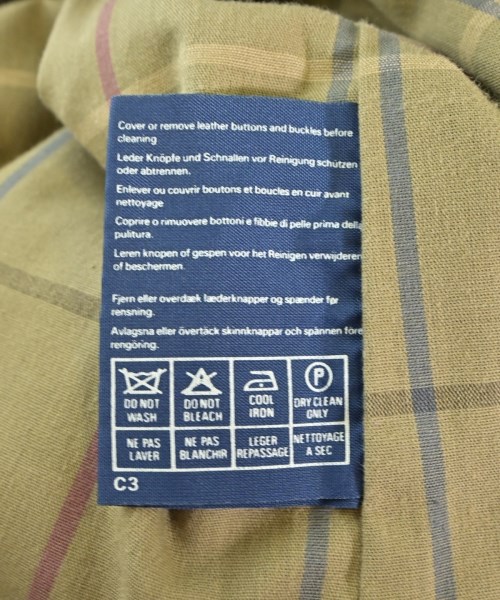 Cover or remove leather buttons and buckles before
cleaning
Leder Knöpfe und Schnallen vor Reinigung schützen
oder abtrennen.
Enlever ou couvrir boutons et boucles en cuir avant
nettoyage
Coprire o rimuovere bottoni e fibbie di pelle prima della
pulitura.
Leren knopen of gespen voor het Reinigen verwijderen
of beschermen.
Fjern eller overdæk læderknapper og spænder før
rensning.
Avlagsna eller övertäck skinnknappar och spännen före
rengöring.
P
DO NOT WASH
DO NOT BLEACH
COOL IRON
DRY CLEAN ONLY
NE PAS LAVER
NE PAS BLANCHIR
LEGER REPASSAGE
NETTOYAGE A SEC
C3